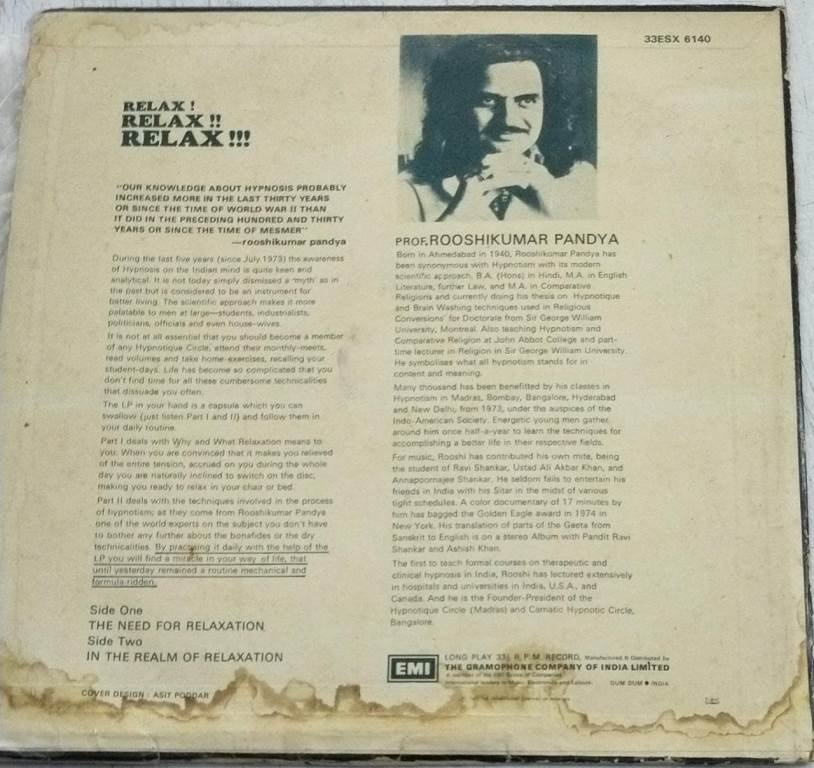 33ESX 6140
RELAX !
RELAX !!
RELAX !!!
"OUR KNOWLEDGE ABOUT HYPNOSIS PROBABLY
INCREASED MORE IN THE LAST THIRTY YEARS
OR SINCE THE TIME OF WORLD WAR II THAN
IT DID IN THE PRECEDING HUNDRED AND THIRTY
YEARS OR SINCE THE TIME OF MESMER"
—rooshikumar pandya
During the last five years (since July 1973) the awareness
of Hypnosis on the Indian mind is quite keen and
analytical. It is not today simply dismissed a 'myth' as in
the past but is considered to be an instrument for
better living. The scientific approach makes it more
palatable to men at large—students, industrialists,
politicians, officials and even house-wives.
It is not at all essential that you should become a member
of any Hypnotique Circle, attend their monthly-meets,
read volumes and take home-exercises, recalling your
student-days. Life has become so complicated that you
don't find time for all these cumbersome technicalities
that dissuade you often.
The LP in your hand is a capsule which you can
swallow (just listen Part I and II) and follow them in
your daily routine.
Part I deals with Why and What Relaxation means to
you. When you are convinced that it makes you relieved
of the entire tension, accrued on you during the whole
day you are naturally inclined to switch on the disc,
making you ready to relax in your chair or bed.
Part II deals with the techniques involved in the process
of hypnotism; as they come from Rooshikumar Pandya
one of the world experts on the subject you don't have
to bother any further about the bonafides or the dry
technicalities. By practising it daily with the help of the
LP you will find a miracle in your way of life, that
until yesterday remained a routine mechanical and
formula-ridden.
Side One
THE NEED FOR RELAXATION
Side Two
IN THE REALM OF RELAXATION
COVER DESIGN : ASIT PODDAR
PROF. ROOSHIKUMAR PANDYA
Born in Ahmedabad in 1940, Rooshikumar Pandya has
been synonymous with Hypnotism with its modern
scientific approach. B.A. (Hons) in Hindi, M.A. in English
Literature, further Law, and M.A. in Comparative
Religions and currently doing his thesis on 'Hypnotique
and Brain Washing techniques used in Religious
Conversions' for Doctorate from Sir George William
University, Montreal. Also teaching Hypnotism and
Comparative Religion at John Abbot College and part-
time lecturer in Religion in Sir George William University.
He symbolises what all hypnotism stands for in
content and meaning.
Many thousand has been benefitted by his classes in
Hypnotism in Madras, Bombay, Bangalore, Hyderabad
and New Delhi, from 1973, under the auspices of the
Indo-American Society. Energetic young men gather
around him once half-a-year to learn the techniques for
accomplishing a better life in their respective fields.
For music, Rooshi has contributed his own mite, being
the student of Ravi Shankar, Ustad Ali Akbar Khan, and
Annapoornajee Shankar. He seldom fails to entertain his
friends in India with his Sitar in the midst of various
tight schedules. A color documentary of 17 minutes by
him has bagged the Golden Eagle award in 1974 in
New York. His translation of parts of the Geeta from
Sanskrit to English is on a stereo Album with Pandit Ravi
Shankar and Ashish Khan.
The first to teach formal courses on therapeutic and
clinical hypnosis in India, Rooshi has lectured extensively
in hospitals and universities in India, U.S.A., and
Canada. And he is the Founder-President of the
Hypnotique Circle (Madras) and Carnatic Hypnotic Circle,
Bangalore.
EMI
LONG PLAY 33⅓ R.P.M. RECORD, Manufactured & Distributed by
THE GRAMOPHONE COMPANY OF INDIA LIMITED
A member of the EMI Group of Companies
International leaders in Music, Electronics and Leisure. DUM DUM ● INDIA